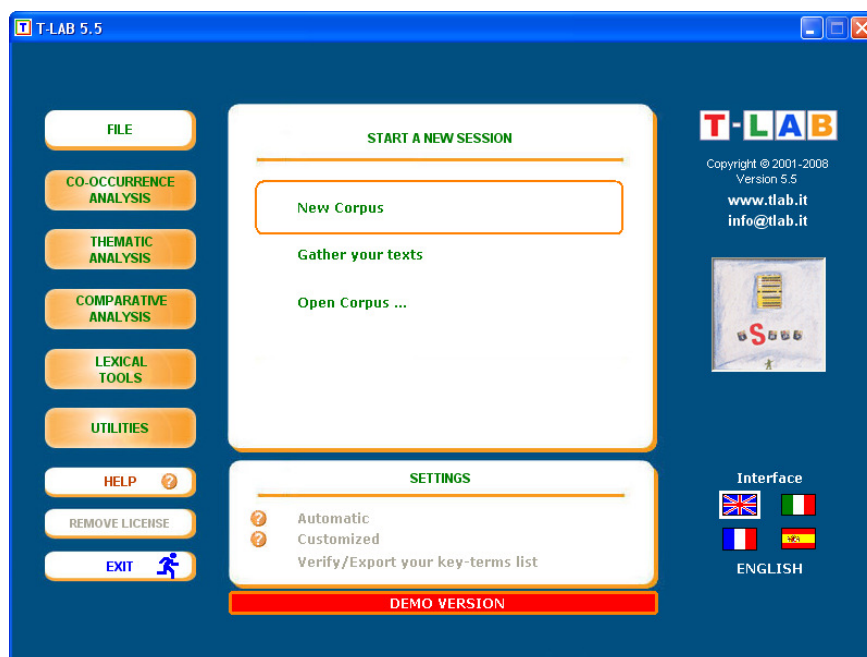 T-LAB 5.5
FILE
CO-OCCURRENCE
ANALYSIS
THEMATIC
ANALYSIS
COMPARATIVE
ANALYSIS
LEXICAL
TOOLS
UTILITIES
HELP ?
REMOVE LICENSE
EXIT
START A NEW SESSION
New Corpus
Gather your texts
Open Corpus ...
SETTINGS
? Automatic
? Customized
Verify/Export your key-terms list
DEMO VERSION
T-LAB
Copyright © 2001-2008
Version 5.5
www.tlab.it
info@tlab.it
Interface
ENGLISH